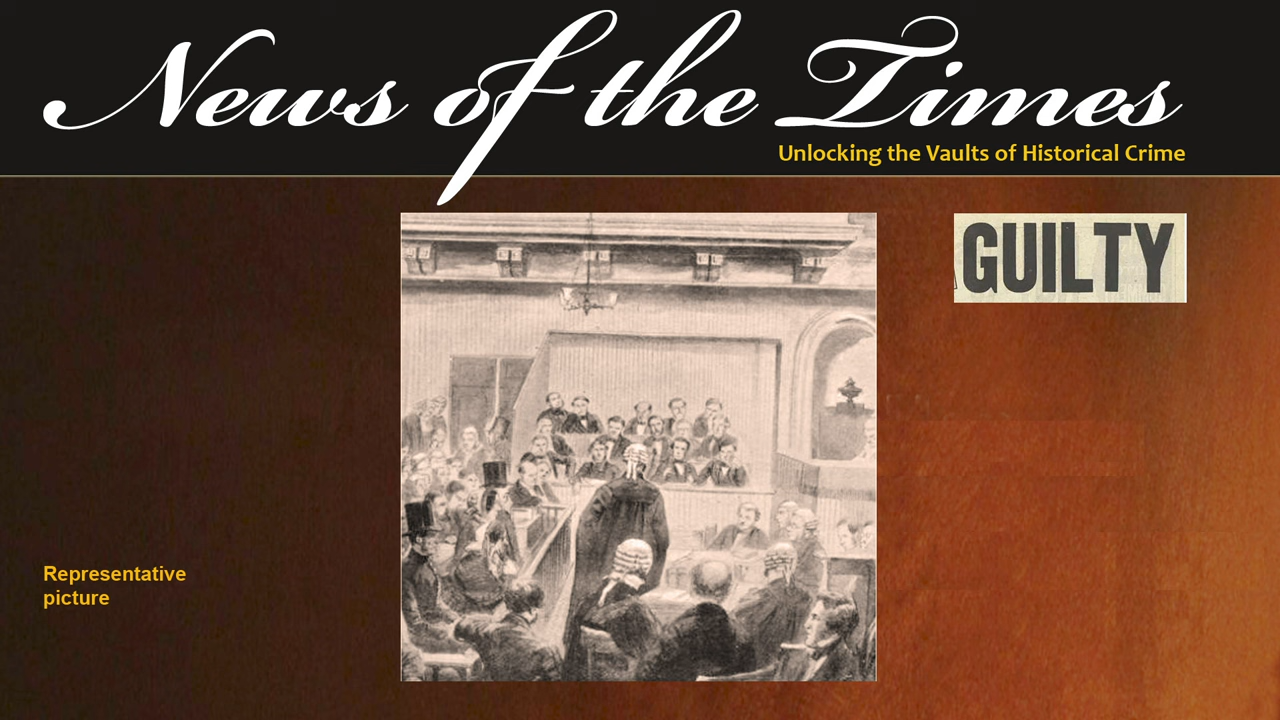 News of the Times
Unlocking the Vaults of Historical Crime
GUILTY
Representative
picture